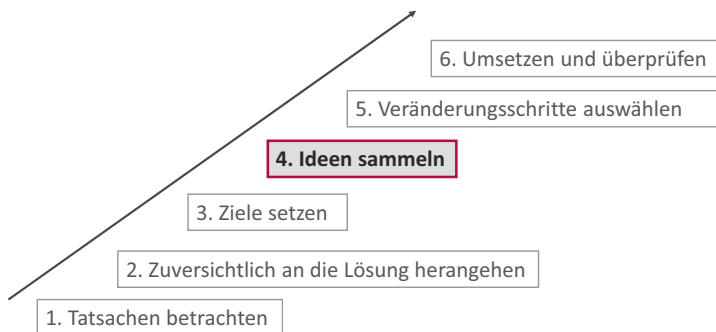 6. Umsetzen und überprüfen
5. Veränderungsschritte auswählen
4. Ideen sammeln
3. Ziele setzen
2. Zuversichtlich an die Lösung herangehen
1. Tatsachen betrachten